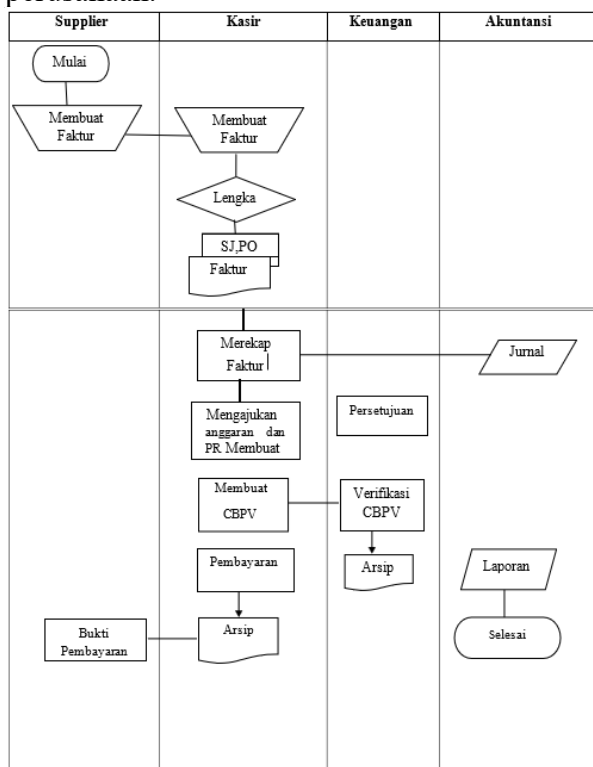 Supplier Kasir Keuangan Akuntansi
Mulai
Membuat
Faktur
Membuat
Faktur
Lengka
SJ,PO
Faktur
Merekap
Faktur
Jurnal
Mengajukan
anggaran dan
PR Membuat
Persetujuan
Membuat
CBPV
Verifikasi
CBPV
Pembayaran
Arsip
Laporan
Bukti
Pembayaran
Arsip
Selesai